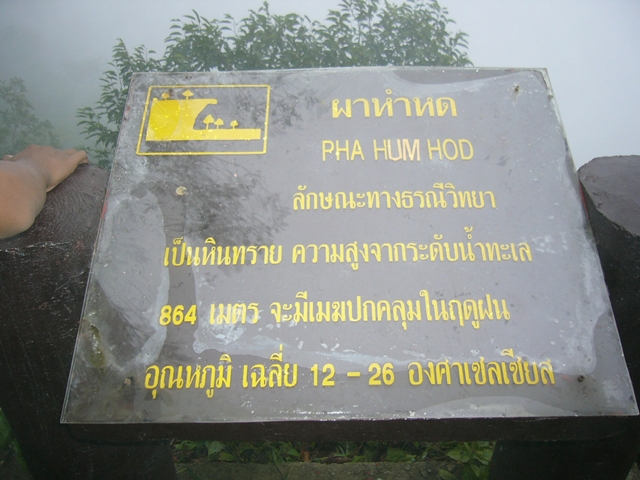 ผาหำหด
PHA HUM HOD
ลักษณะทางธรณีวิทยา
เป็นหินทราย ความสูงจากระดับน้ำทะเล
864 เมตร จะมีเมฆปกคลุมในฤดูฝน
อุณหภูมิ เฉลี่ย 12 - 26 องศาเซลเซียส